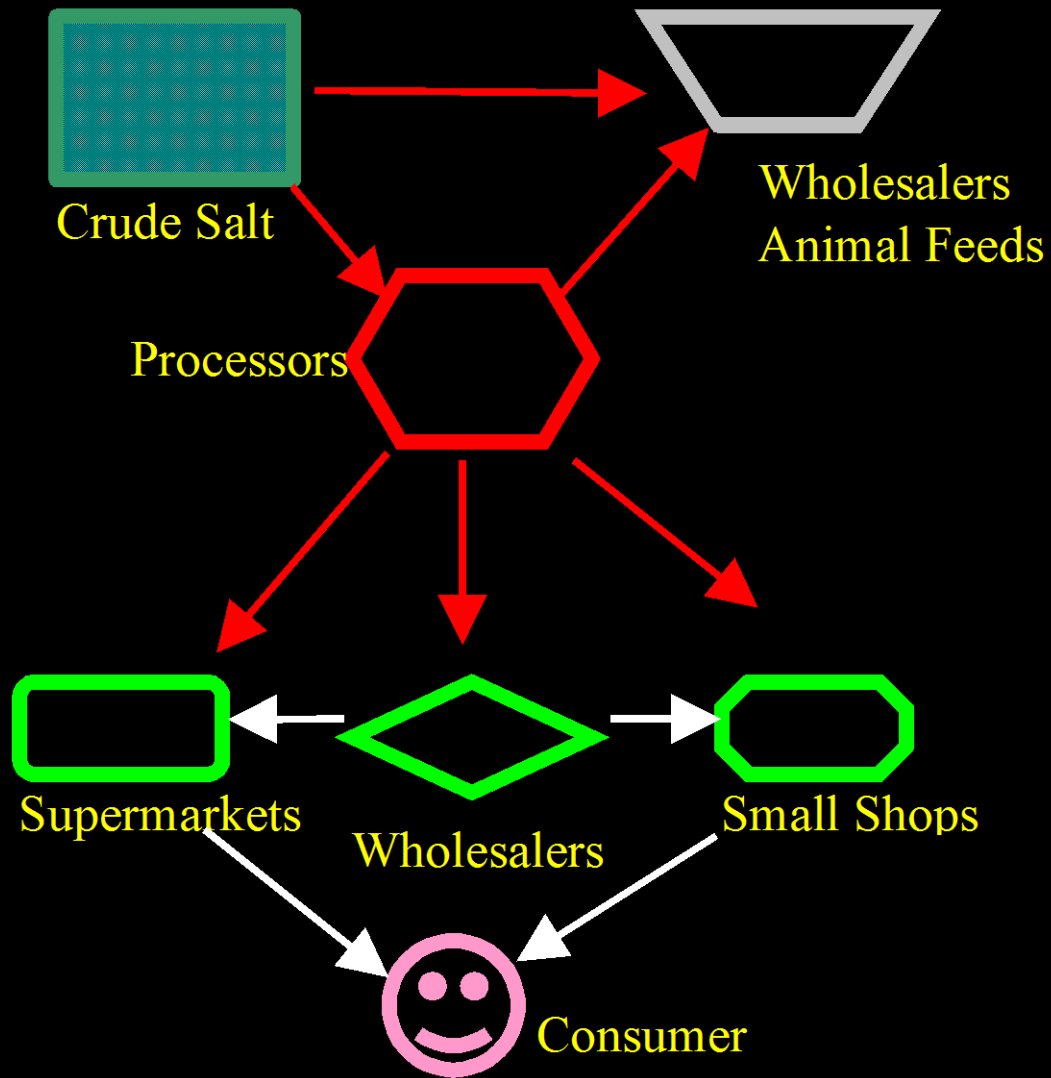 Crude Salt
Wholesalers
Animal Feeds
Processors
Supermarkets
Wholesalers
Small Shops
Consumer